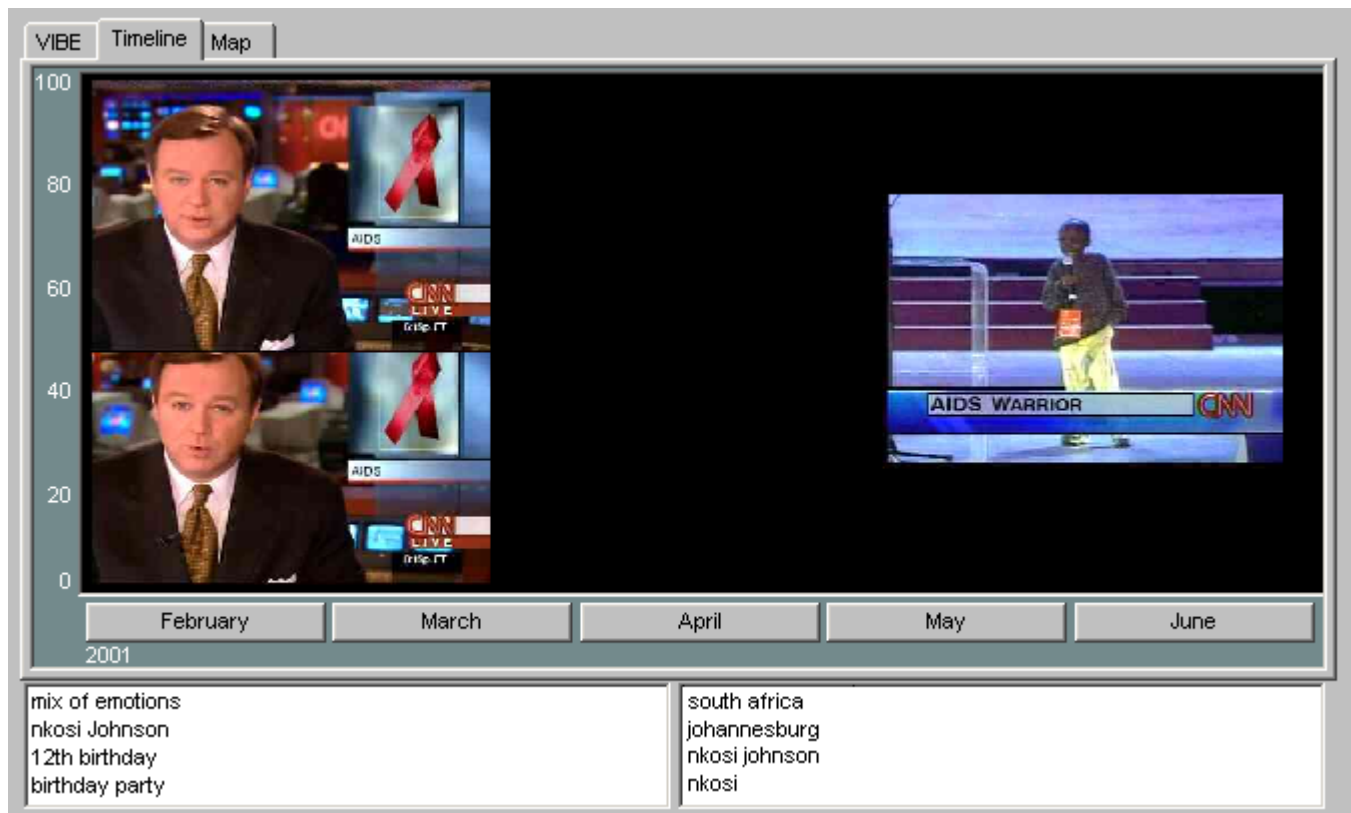 VIBE Timeline Map
100
80
60
40
20
0
AIDS
CNN
LIVE
AIDS
CNN
LIVE
AIDS WARRIOR
CNN
February March April May June
2001
mix of emotions
nkosi Johnson
12th birthday
birthday party
south africa
johannesburg
nkosi johnson
nkosi